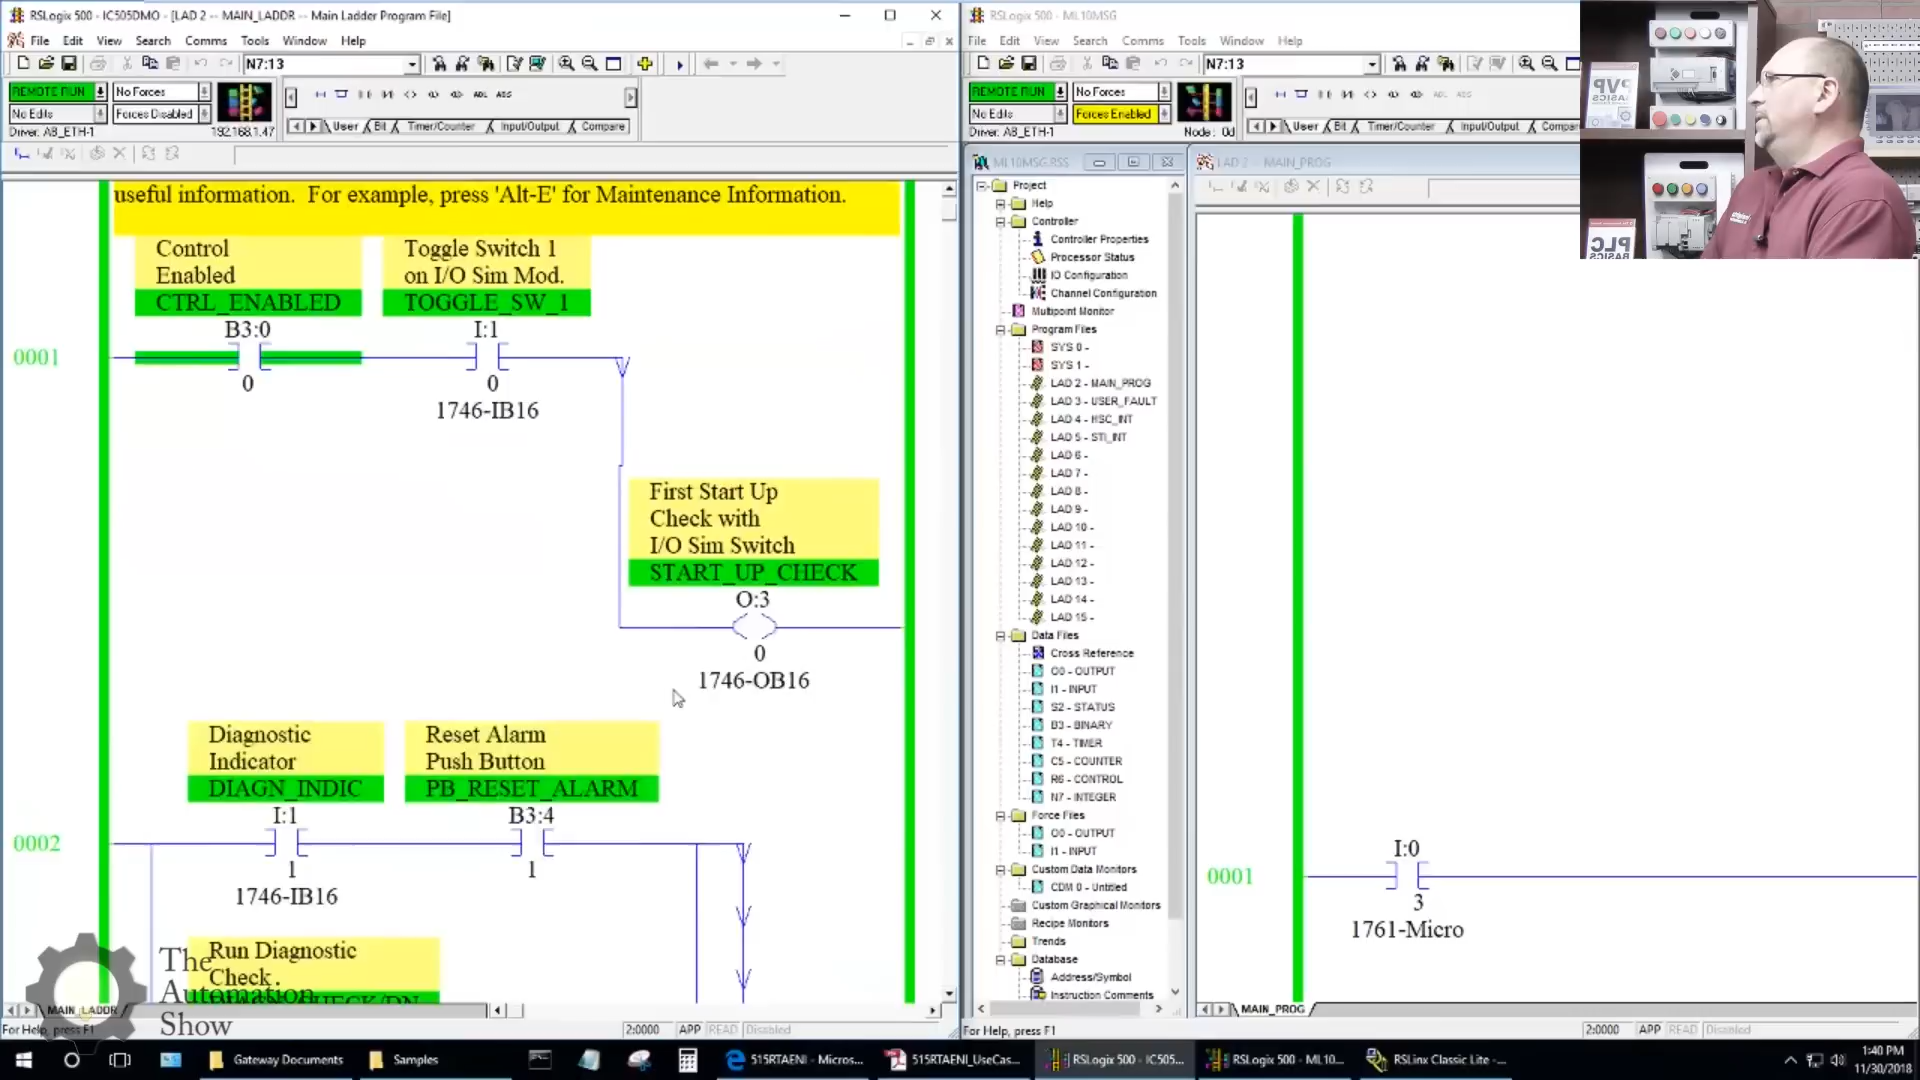 RSLogix 500 - IC505DMO - [LAD 2 -- MAIN_LADDR -- Main Ladder Program File]
File Edit View Search Comms Tools Window Help
N7:13
REMOTE RUN No Forces
No Edits Forces Disabled
Driver: AB_ETH-1 192.168.1.47
User Bit Timer/Counter Input/Output Compare
useful information. For example, press 'Alt-E' for Maintenance Information.
Control
Enabled
CTRL_ENABLED
B3:0
0
Toggle Switch 1
on I/O Sim Mod.
TOGGLE_SW_1
I:1
0
1746-IB16
0001
First Start Up
Check with
I/O Sim Switch
START_UP_CHECK
O:3
0
1746-OB16
Diagnostic
Indicator
DIAGN_INDIC
I:1
1
1746-IB16
Reset Alarm
Push Button
PB_RESET_ALARM
B3:4
1
0002
Run Diagnostic
Check
The
Automation
Show
MAIN_LADDR
For Help, press F1
2:0000 APP READ Disabled
RSLogix 500 - ML10MSG
File Edit View Search Comms Tools Window Help
N7:13
REMOTE RUN No Forces
No Edits Forces Enabled
Driver: AB_ETH-1 Node: 0d
User Bit Timer/Counter Input/Output
ML10MSG.RSS
Project
Help
Controller
Controller Properties
Processor Status
IO Configuration
Channel Configuration
Multipoint Monitor
Program Files
SYS 0 -
SYS 1 -
LAD 2 - MAIN_PROG
LAD 3 - USER_FAULT
LAD 4 - HSC_INT
LAD 5 - STI_INT
LAD 6 -
LAD 7 -
LAD 8 -
LAD 9 -
LAD 10 -
LAD 11 -
LAD 12 -
LAD 13 -
LAD 14 -
LAD 15 -
Data Files
Cross Reference
O0 - OUTPUT
I1 - INPUT
S2 - STATUS
B3 - BINARY
T4 - TIMER
C5 - COUNTER
R6 - CONTROL
N7 - INTEGER
Force Files
O0 - OUTPUT
I1 - INPUT
Custom Data Monitors
CDM 0 - Untitled
Custom Graphical Monitors
Recipe Monitors
Trends
Database
Address/Symbol
Instruction Comments
LAD 2 -- MAIN_PROG
0001
I:0
3
1761-Micro
MAIN_PROG
For Help, press F1
2:0000 APP READ Disabled
PVP
BASICS
PLC
BASICS
Gateway Documents
Samples
515RTAENI - Micros...
515RTAENI_UseCas...
RSLogix 500 - IC505...
RSLogix 500 - ML10...
RSLinx Classic Lite -...
1:40 PM
11/30/2018